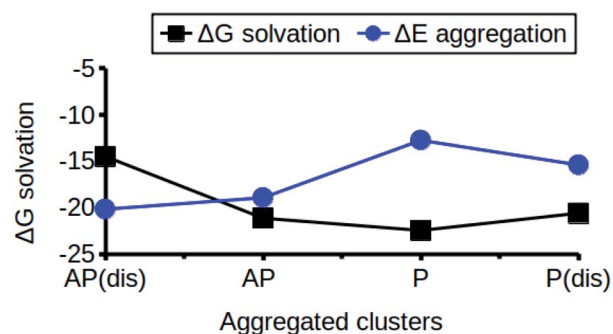 ΔG solvation ΔE aggregation
-5
-10
-15
-20
-25
ΔG solvation
AP(dis) AP P P(dis)
Aggregated clusters